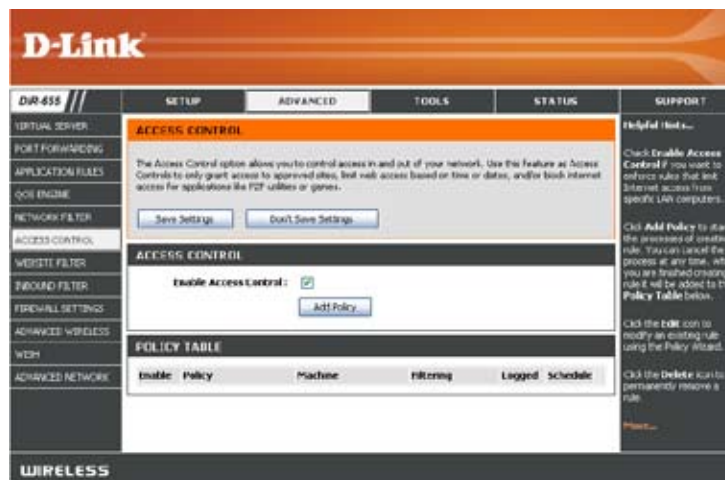 D-Link
DIR-655
SETUP
ADVANCED
TOOLS
STATUS
SUPPORT
VIRTUAL SERVER
PORT FORWARDING
APPLICATION RULES
QOS ENGINE
NETWORK FILTER
ACCESS CONTROL
WEBSITE FILTER
INBOUND FILTER
FIREWALL SETTINGS
ADVANCED WIRELESS
WISH
ADVANCED NETWORK
ACCESS CONTROL
The Access Control option allows you to control access in and out of your network. Use this feature as Access
Controls to only grant access to approved sites, limit web access based on time or dates, and/or block internet
access for applications like P2P utilities or games.
Save Settings
Don't Save Settings
ACCESS CONTROL
Enable Access Control :
Add Policy
POLICY TABLE
Enable Policy Machine Filtering Logged Schedule
Helpful Hints...
Check Enable Access
Control if you want to
enforce rules that limit
Internet access from
specific LAN computers.
Click Add Policy to star
the processes of creatin
rule. You can cancel the
process at any time. Wh
you are finished creating
rule it will be added to th
Policy Table below.
Click the Edit icon to
modify an existing rule
using the Policy Wizard.
Click the Delete icon to
permanently remove a
rule.
More...
WIRELESS